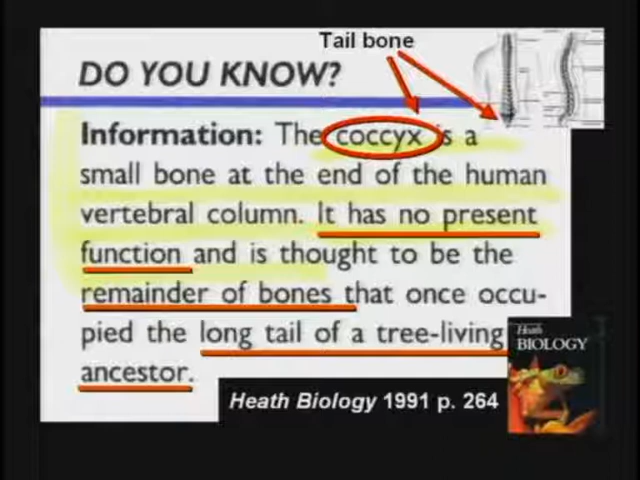 Tail bone
DO YOU KNOW?
Information: The coccyx is a
small bone at the end of the human
vertebral column. It has no present
function and is thought to be the
remainder of bones that once occu-
pied the long tail of a tree-living
ancestor.
Heath
BIOLOGY
Heath Biology 1991 p. 264